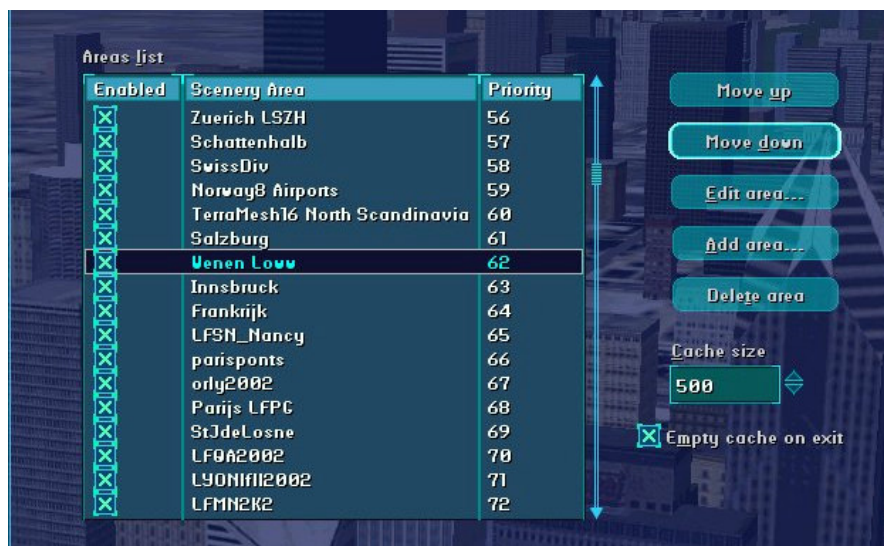 Areas list
Enabled Scenery Area Priority
Zuerich LSZH 56
Schattenhalb 57
SwissDiv 58
Norway8 Airports 59
TerraMesh16 North Scandinavia 60
Salzburg 61
Wenen Loww 62
Innsbruck 63
Frankrijk 64
LFSN_Nancy 65
parisponts 66
orly2002 67
Parijs LFPG 68
StJdeLosne 69
LFQA2002 70
LYONlfll2002 71
LFMN2K2 72
Move up
Move down
Edit area...
Add area...
Delete area
Cache size
500
Empty cache on exit